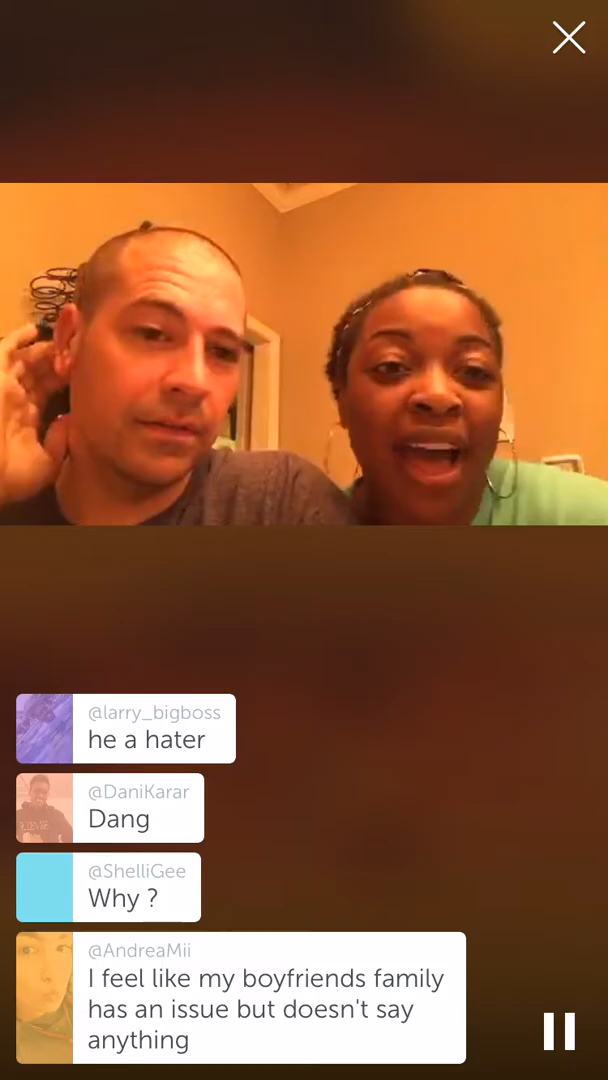 @larry_bigboss
he a hater
@DaniKarar
Dang
@ShelliGee
Why ?
@AndreaMii
I feel like my boyfriends family
has an issue but doesn't say
anything